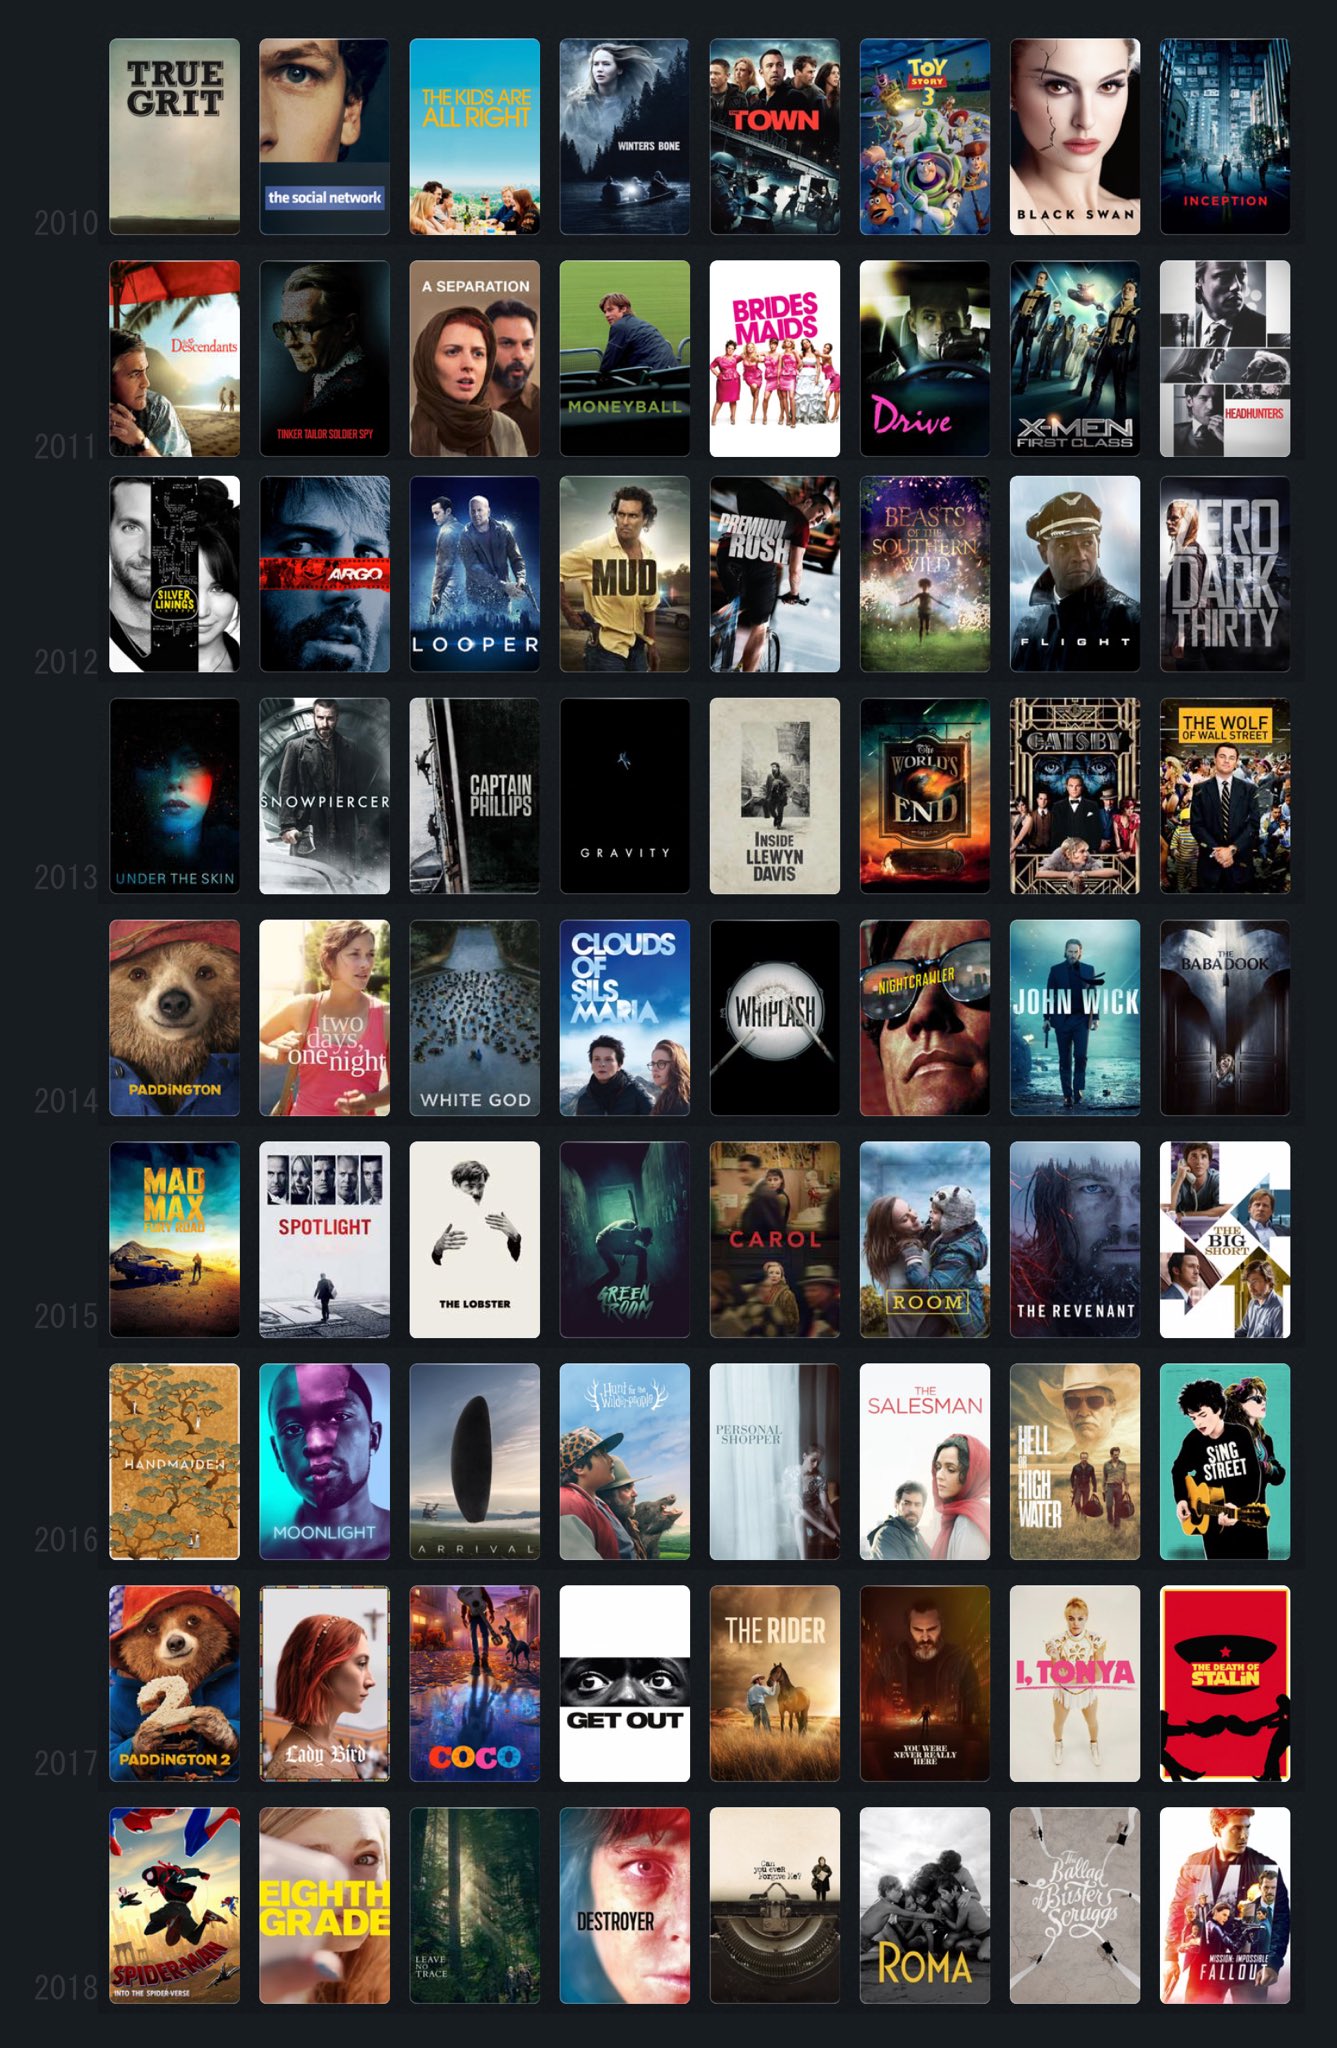 TRUE
GRIT
the social network
THE KIDS ARE
ALL RIGHT
WINTER'S BONE
THE TOWN
TOY
STORY
3
BLACK SWAN
INCEPTION
2010
The Descendants
TINKER TAILOR SOLDIER SPY
A SEPARATION
MONEYBALL
BRIDES
MAIDS
Drive
X-MEN
FIRST CLASS
HEADHUNTERS
2011
SILVER
LININGS
ARGO
LOOPER
MUD
PREMIUM
RUSH
BEASTS
OF THE
SOUTHERN
WILD
FLIGHT
ZERO
DARK
THIRTY
2012
UNDER THE SKIN
SNOWPIERCER
CAPTAIN
PHILLIPS
GRAVITY
INSIDE
LLEWYN
DAVIS
The
WORLD'S
END
GATSBY
THE WOLF
OF WALL STREET
2013
PADDINGTON
two
days,
one night
WHITE GOD
CLOUDS
OF
SILS
MARIA
WHIPLASH
NIGHTCRAWLER
JOHN WICK
THE
BABADOOK
2014
MAD
MAX
FURY ROAD
SPOTLIGHT
THE LOBSTER
GREEN
ROOM
CAROL
ROOM
THE REVENANT
THE
BIG
SHORT
2015
HANDMAIDEN
MOONLIGHT
ARRIVAL
Hunt for the
Wilderpeople
PERSONAL
SHOPPER
THE
SALESMAN
HELL
OR
HIGH
WATER
SING
STREET
2016
2
PADDINGTON 2
Lady Bird
COCO
GET OUT
THE RIDER
YOU WERE
NEVER REALLY
HERE
I, TONYA
THE DEATH OF
STALIN
2017
SPIDER-MAN
INTO THE SPIDER-VERSE
EIGHTH
GRADE
LEAVE
NO
TRACE
DESTROYER
Can
you ever
Forgive Me?
ROMA
The
Ballad
of Buster
Scruggs
MISSION: IMPOSSIBLE
FALLOUT
2018